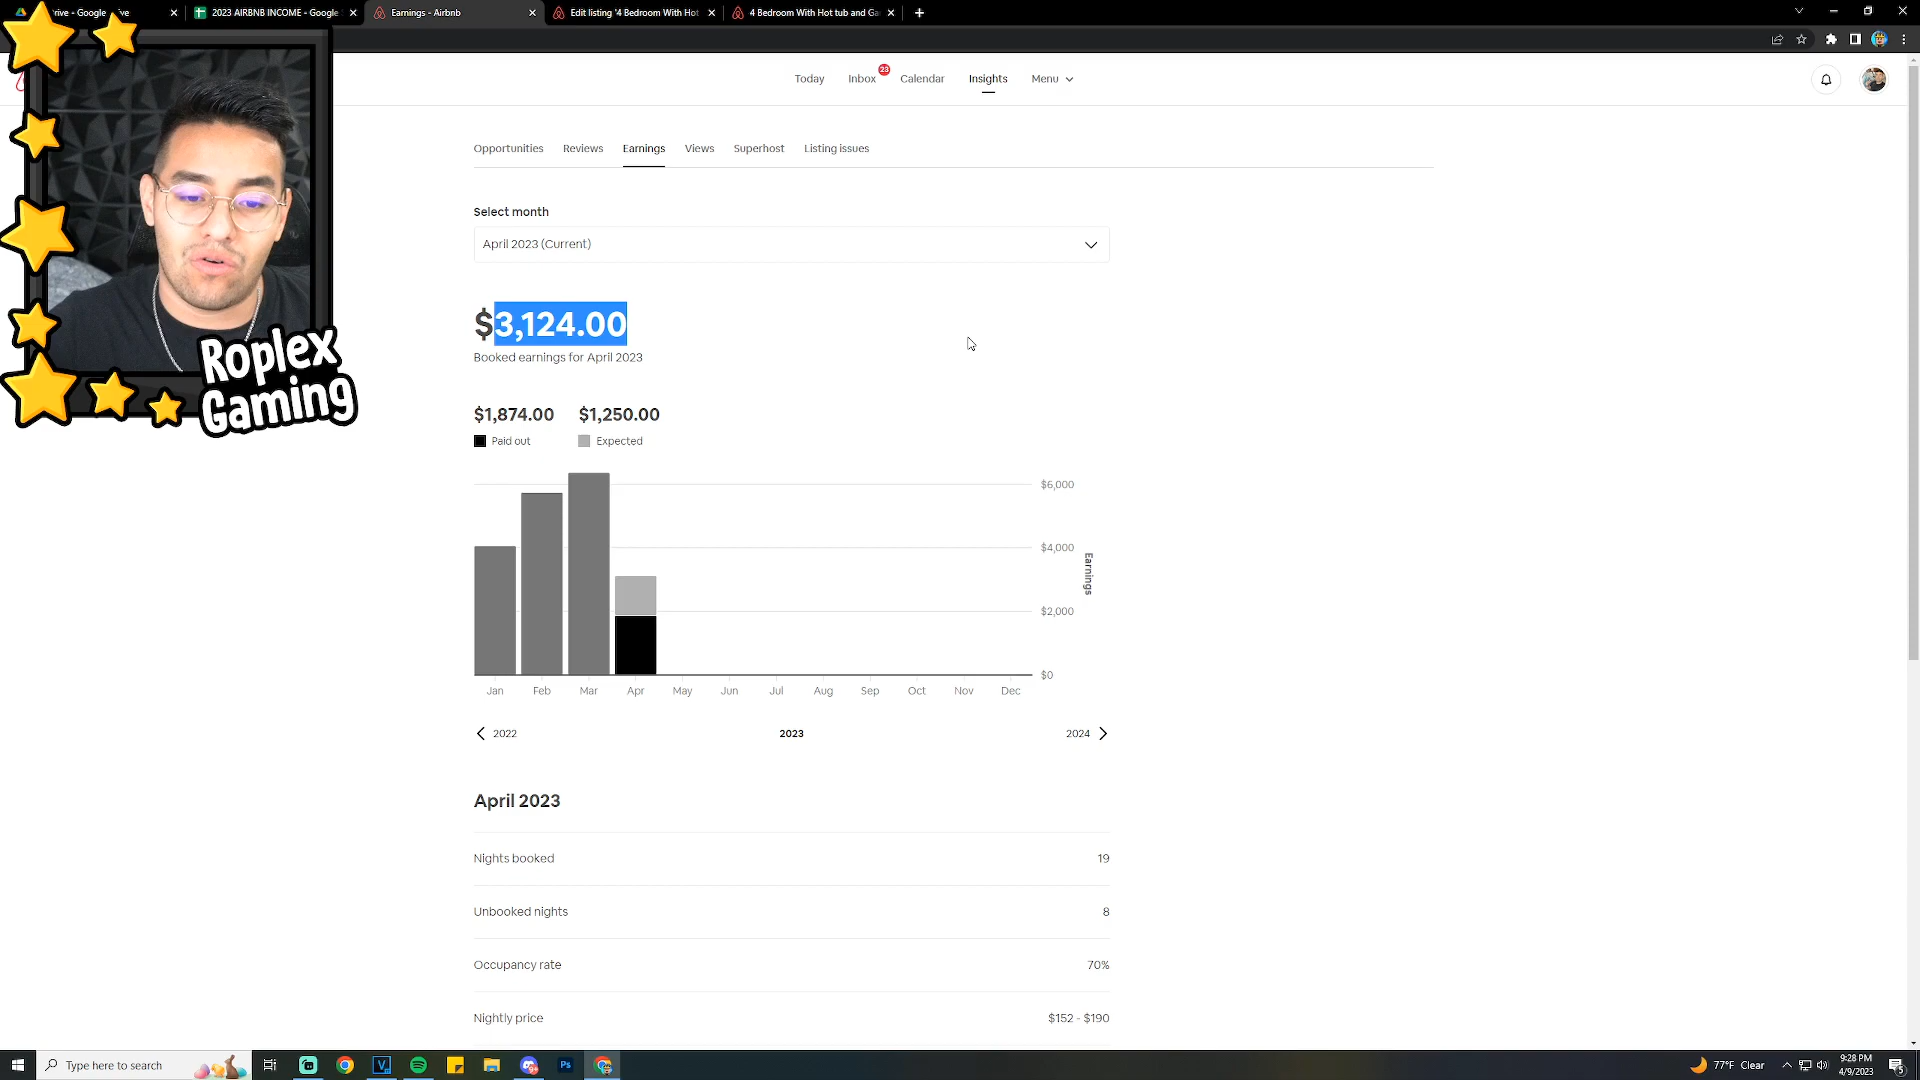 rive - Google
ive
2023 AIRBNB INCOME - Google
Earnings - Airbnb
Edit listing '4 Bedroom With Hot
4 Bedroom With Hot tub and Ga
Today
Inbox
23
Calendar
Insights
Menu
Opportunities
Reviews
Earnings
Views
Superhost
Listing issues
Select month
April 2023 (Current)
$3,124.00
Booked earnings for April 2023
$1,874.00
$1,250.00
Paid out
Expected
Roplex
Gaming
$6,000
$4,000
$2,000
$0
Earnings
Jan
Feb
Mar
Apr
May
Jun
Jul
Aug
Sep
Oct
Nov
Dec
2022
2023
2024
April 2023
Nights booked
19
Unbooked nights
8
Occupancy rate
70%
Nightly price
$152 - $190
Type here to search
Ps
77°F Clear
9:28 PM
4/9/2023
5